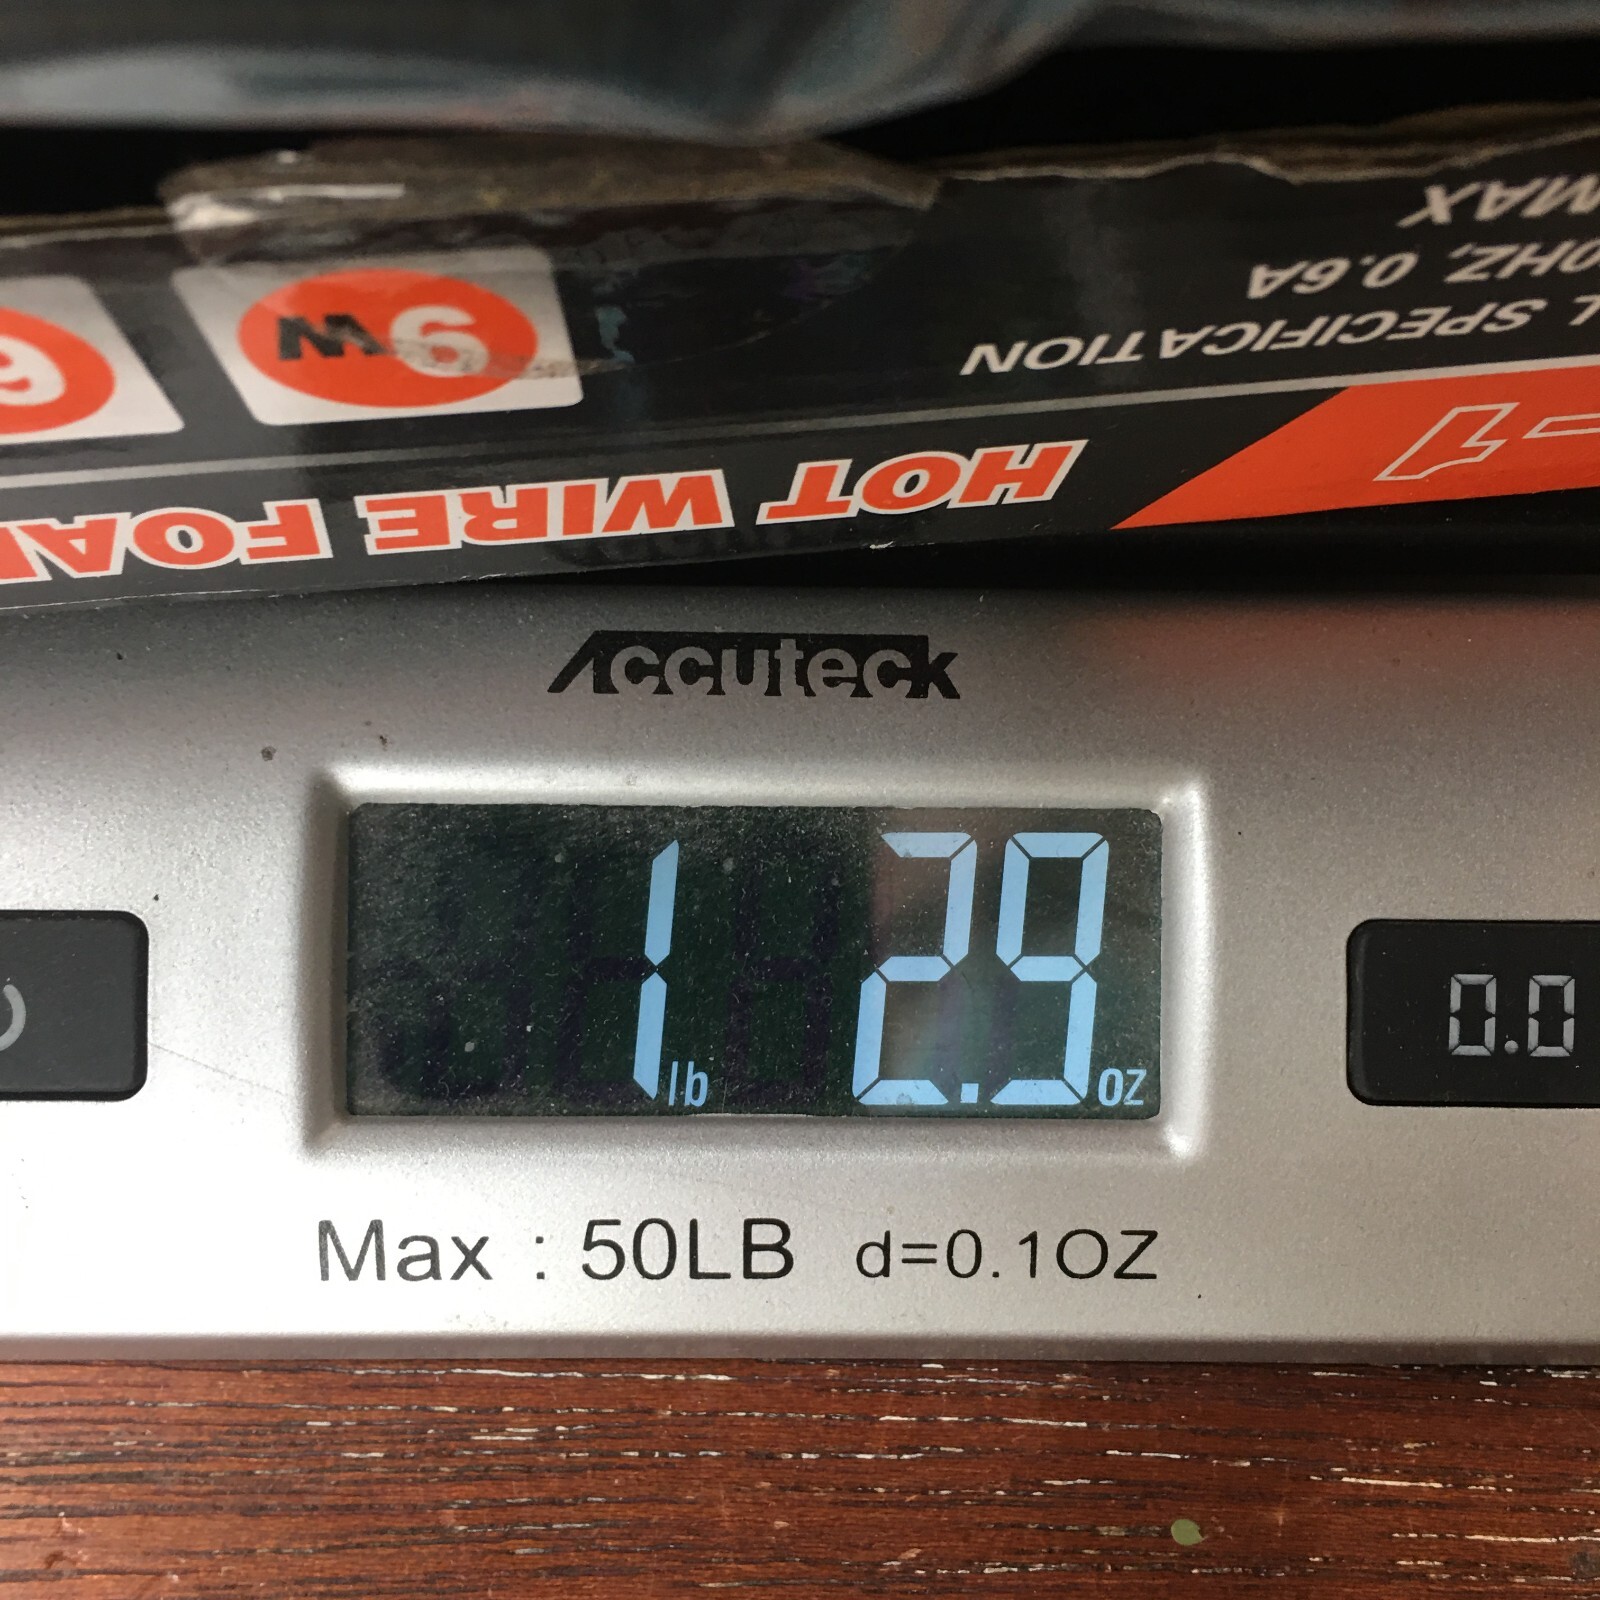 MAX
0HZ, 0.6A
L SPECIFICATION
-1
HOT WIRE
9W
Accuteck
1 lb 2.9 oz
0.0
Max : 50LB d=0.1OZ